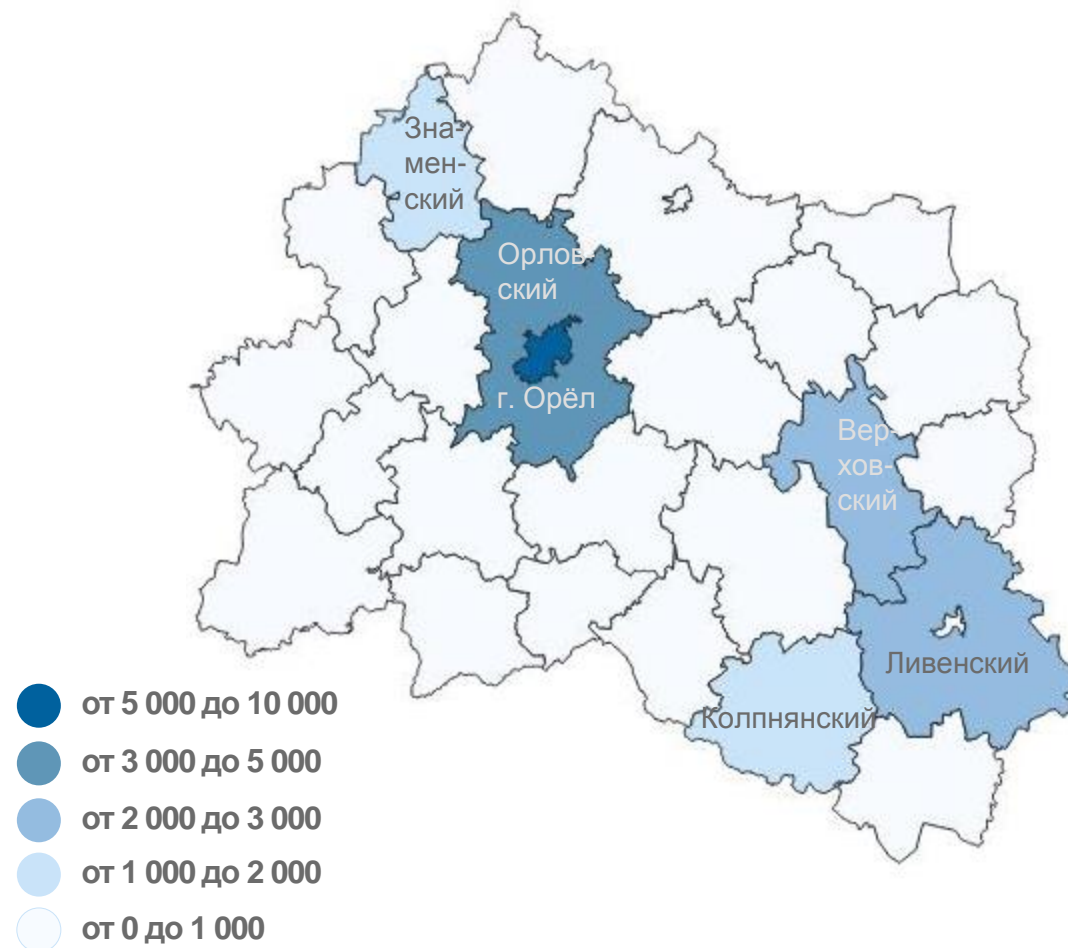 Зна-
мен-
ский
Орлов-
ский
г. Орёл
Вер-
хов-
ский
Ливенский
Колпнянский
от 5 000 до 10 000
от 3 000 до 5 000
от 2 000 до 3 000
от 1 000 до 2 000
от 0 до 1 000